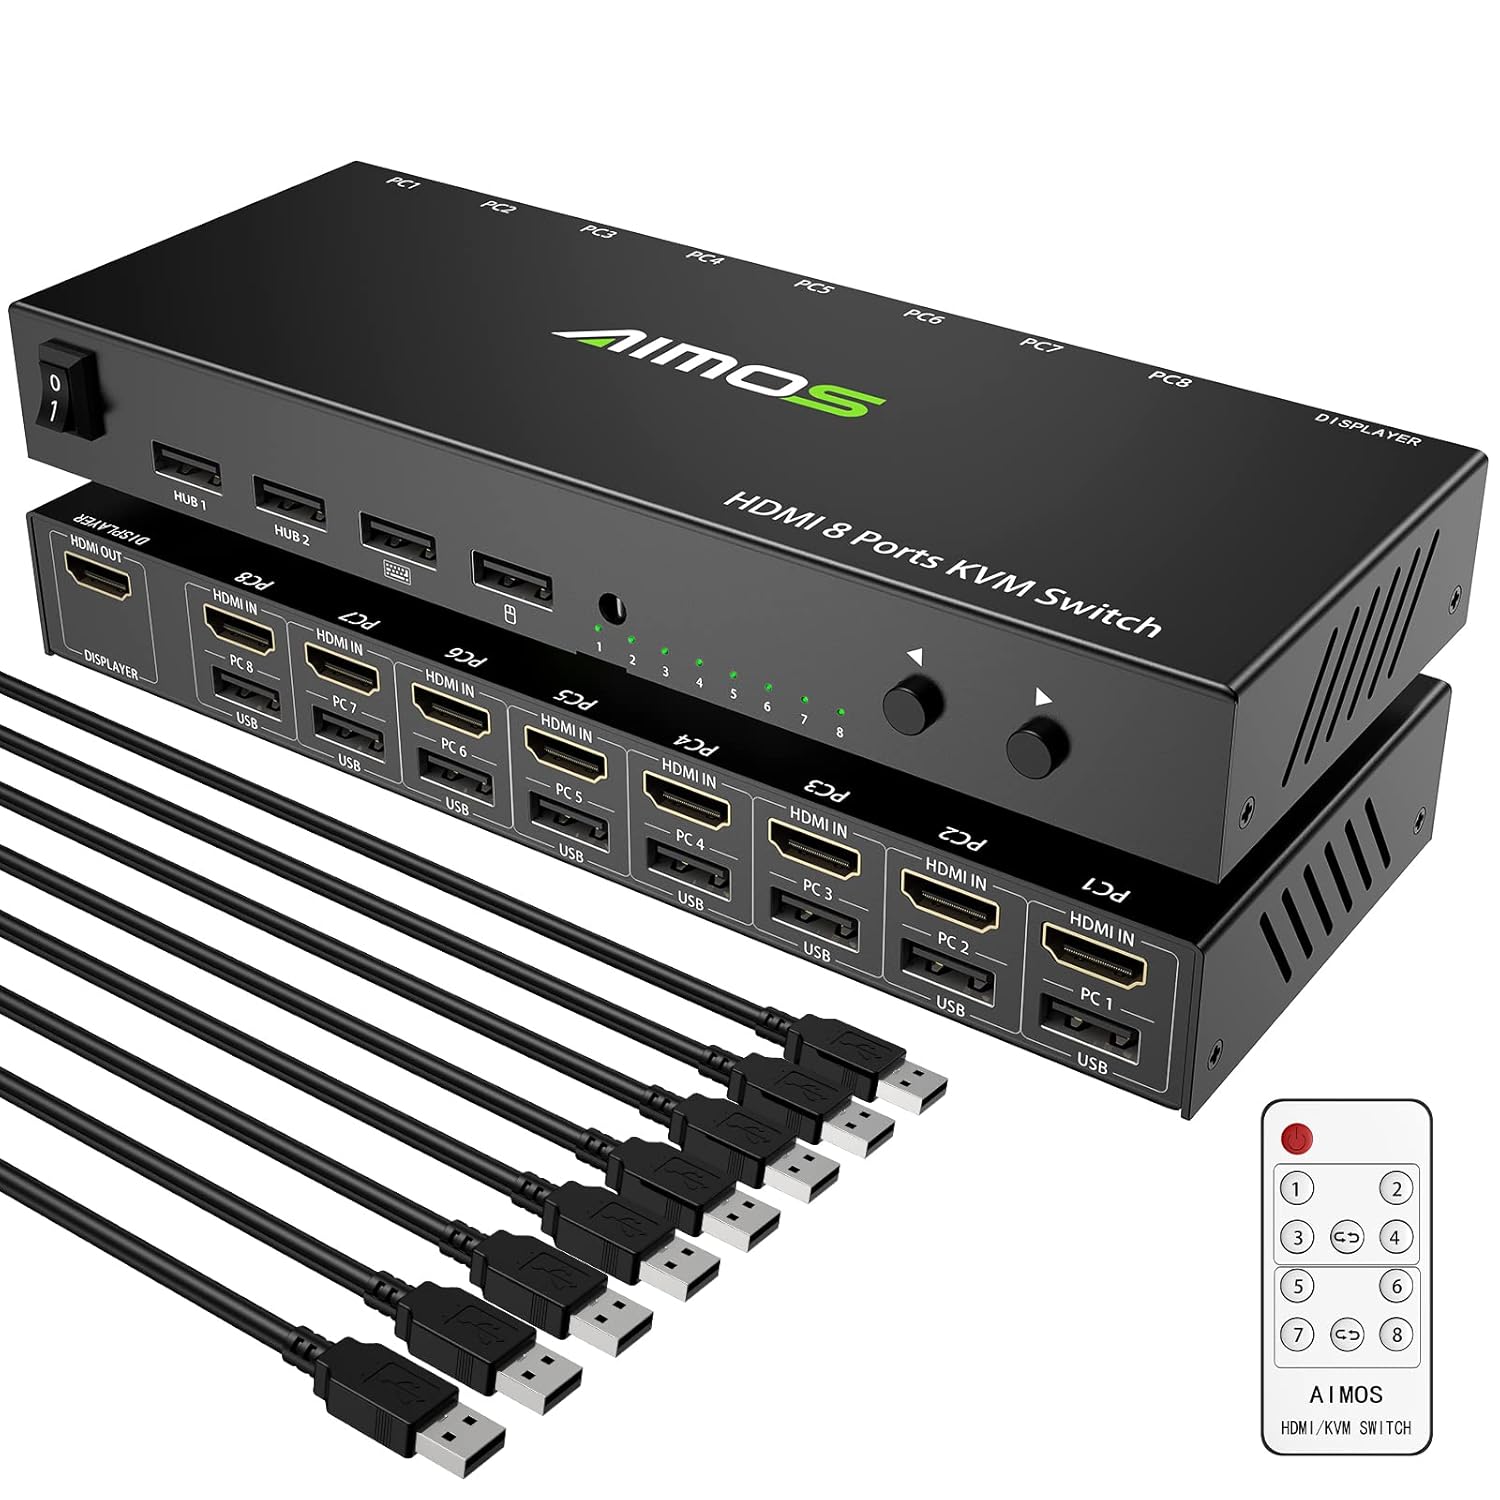 PC1
PC2
PC3
PC4
PC5
PC6
PC7
PC8
DISPLAYER
AIMOS
HDMI 8 Ports KVM Switch
0
1
HUB 1
HUB 2
1
2
3
4
5
6
7
8
DISPLAYER
PC8
PC7
PC6
PC5
PC4
PC3
PC2
PC1
HDMI OUT
DISPLAYER
HDMI IN
PC 8
USB
HDMI IN
PC 7
USB
HDMI IN
PC 6
USB
HDMI IN
PC 5
USB
HDMI IN
PC 4
USB
HDMI IN
PC 3
USB
HDMI IN
PC 2
USB
HDMI IN
PC 1
USB
1 2
3 4
5 6
7 8
AIMOS
HDMI/KVM SWITCH